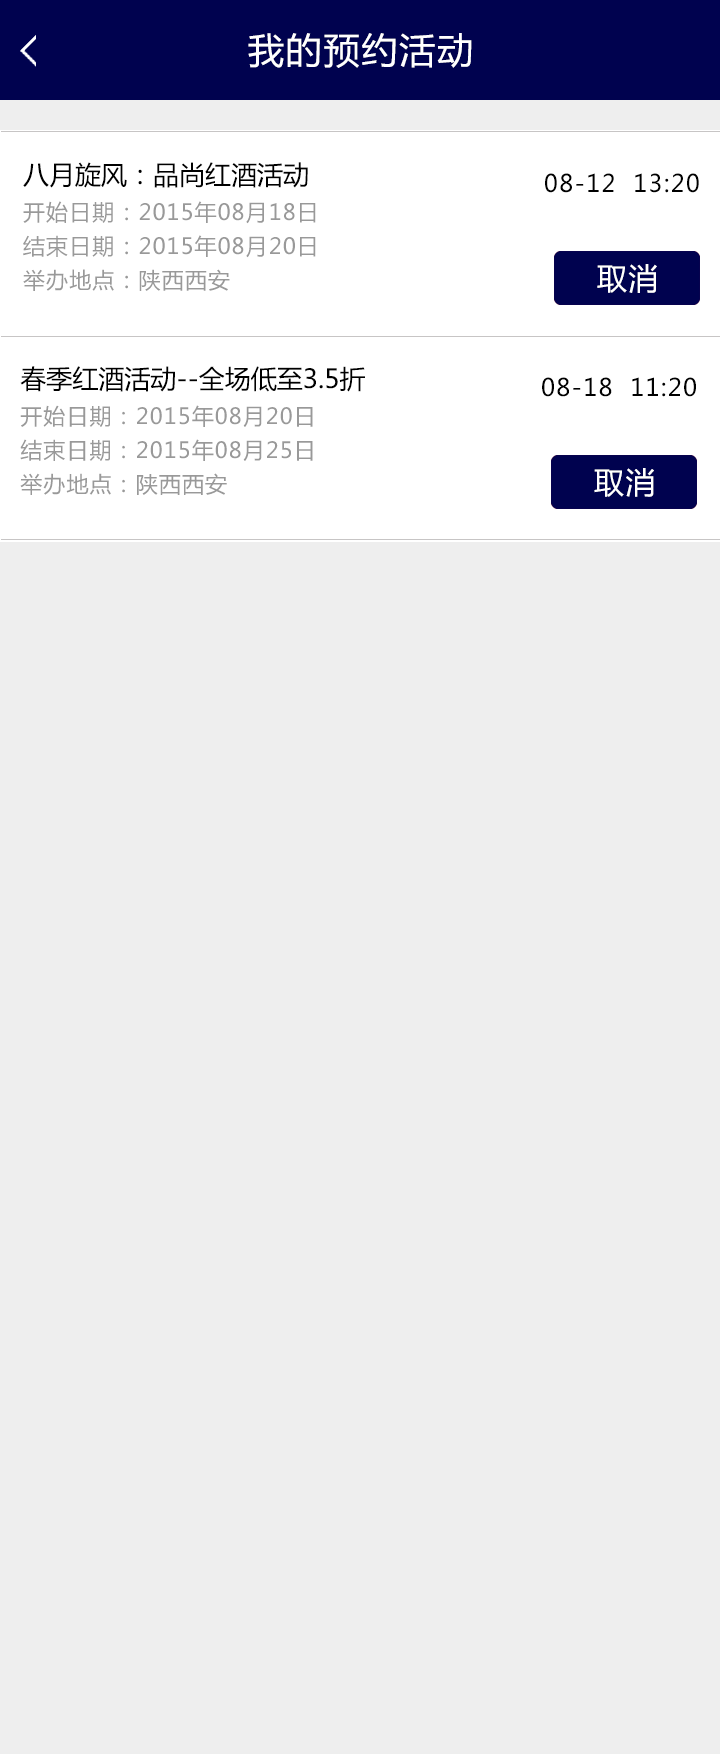 我的预约活动
八月旋风：品尚红酒活动
08-12 13:20
开始日期：2015年08月18日
结束日期：2015年08月20日
举办地点：陕西西安
取消
春季红酒活动--全场低至3.5折
08-18 11:20
开始日期：2015年08月20日
结束日期：2015年08月25日
举办地点：陕西西安
取消